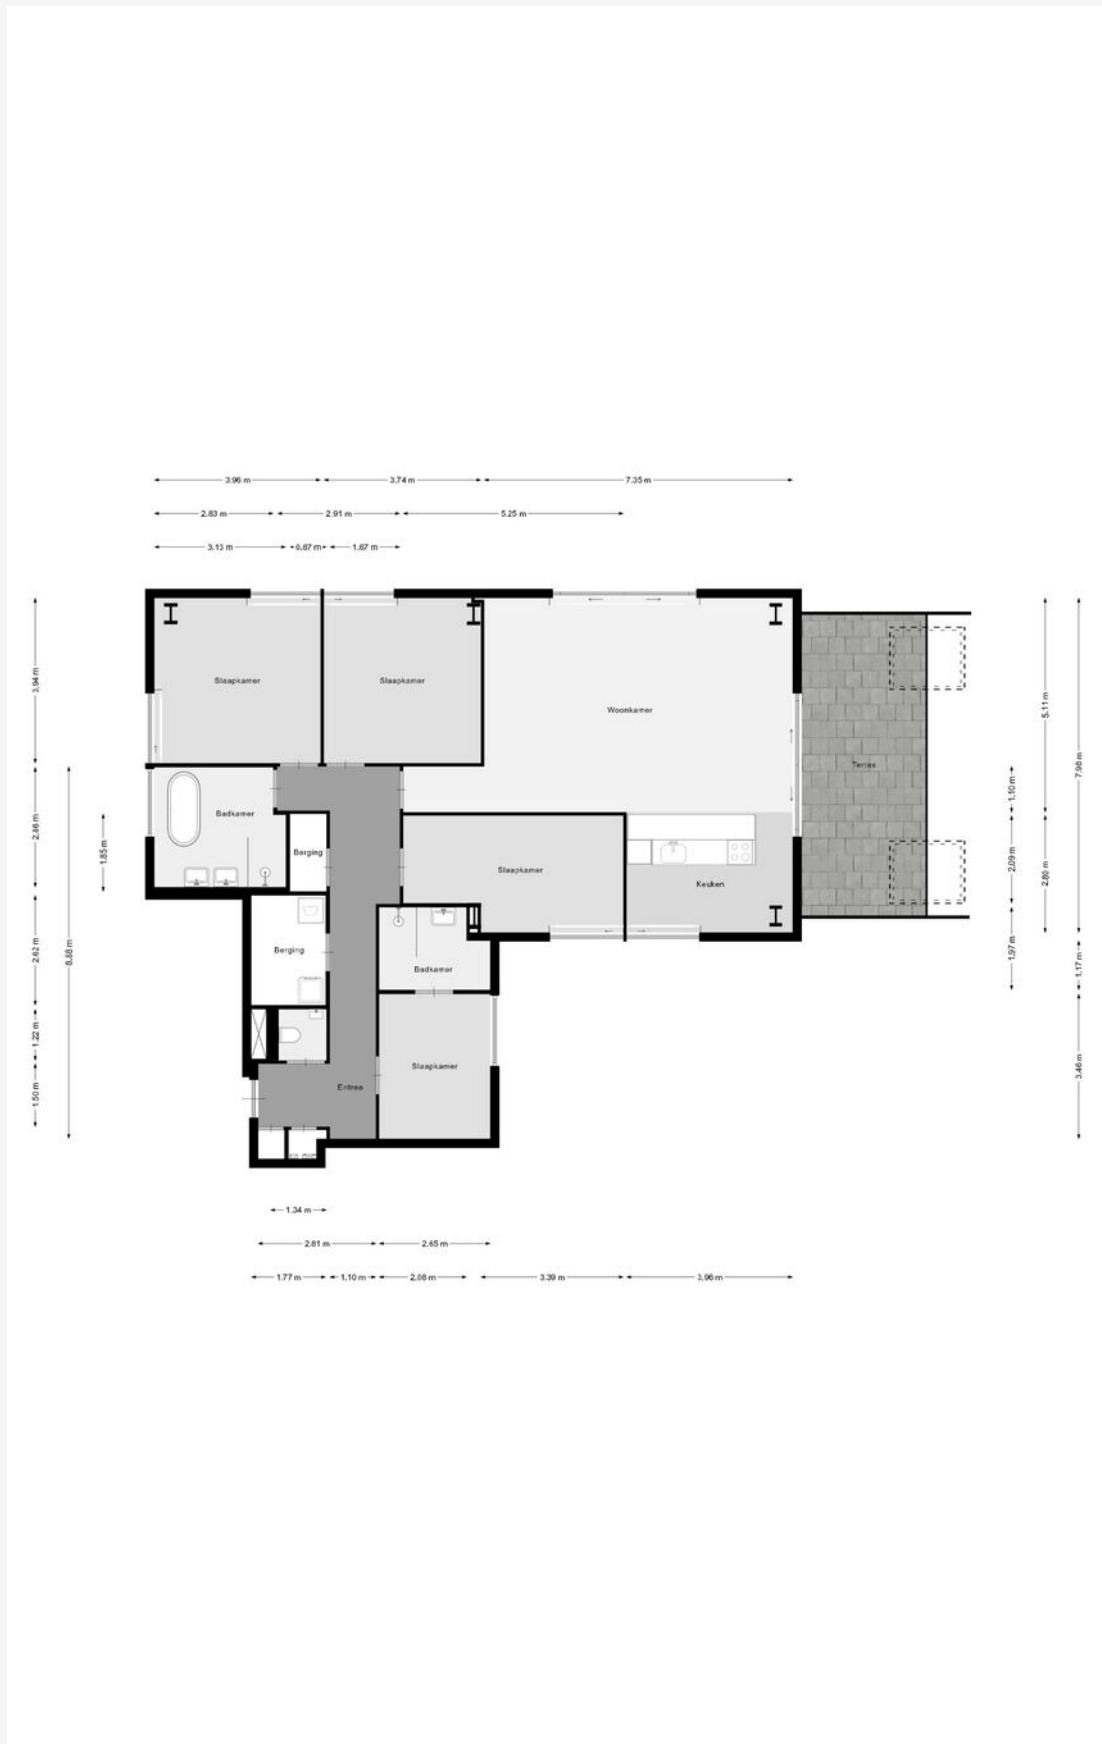 3.96 m
3.74 m
7.35 m
2.83 m
2.91 m
5.25 m
3.13 m
0.87 m
1.67 m
Slaapkamer
Slaapkamer
Woonkamer
Terras
Badkamer
Berging
Slaapkamer
Keuken
Berging
Badkamer
Slaapkamer
Entree
3.94 m
2.86 m
1.85 m
2.62 m
8.88 m
1.22 m
1.50 m
5.11 m
7.98 m
1.10 m
2.09 m
2.80 m
1.97 m
1.17 m
3.46 m
1.34 m
2.81 m
2.65 m
1.77 m
1.10 m
2.08 m
3.39 m
3.96 m